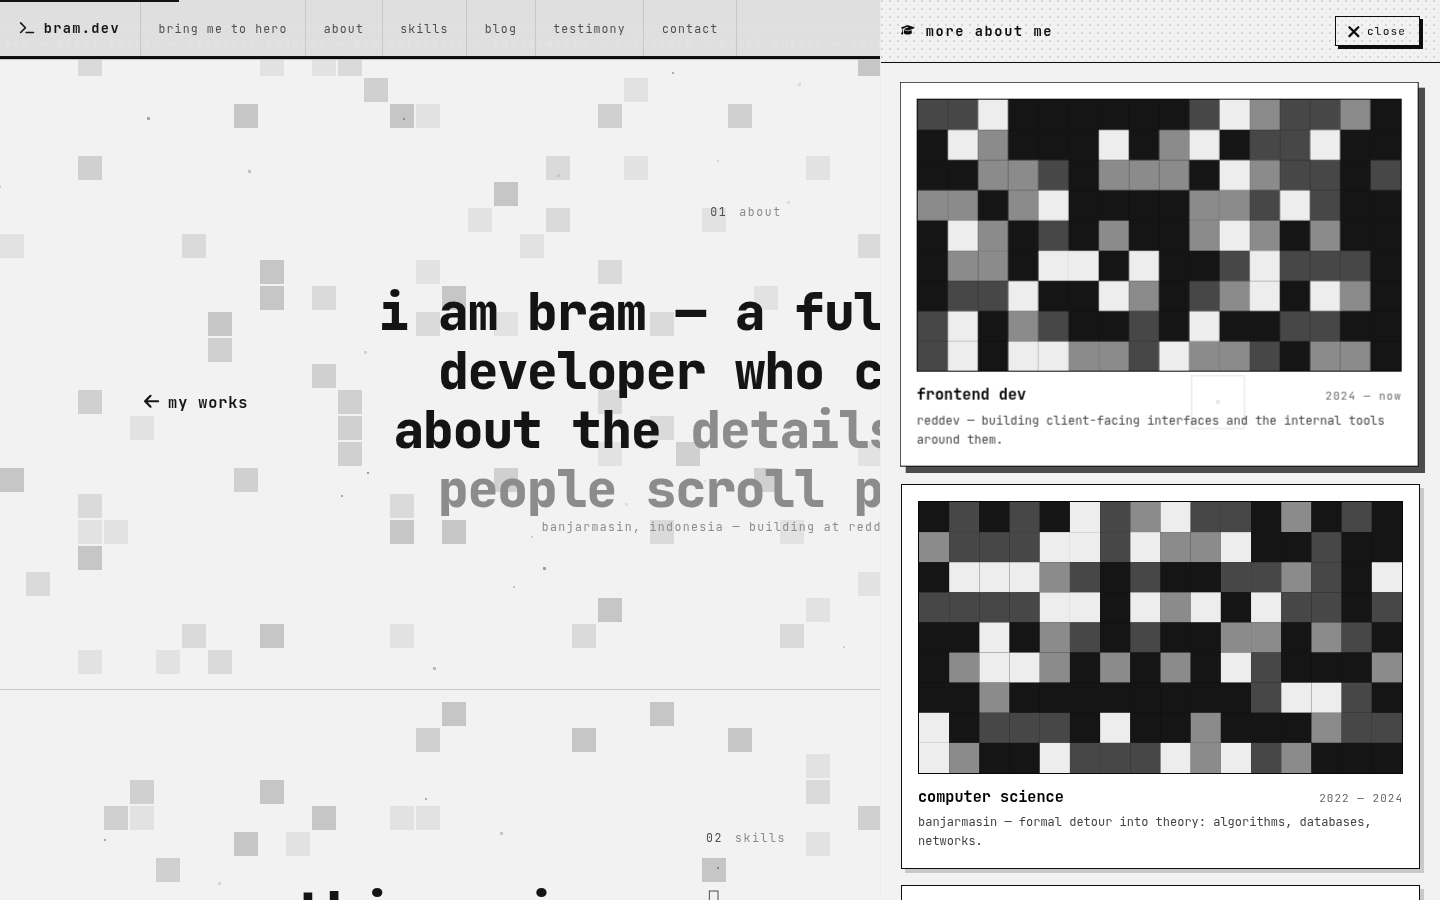 bram.dev
bring me to hero
about
skills
blog
testimony
contact
more about me
close
01 about
i am bram — a ful
developer who c
about the details
people scroll p
← my works
banjarmasin, indonesia — building at redd
frontend dev
2024 — now
reddev — building client-facing interfaces and the internal tools
around them.
computer science
2022 — 2024
banjarmasin — formal detour into theory: algorithms, databases,
networks.
02 skills